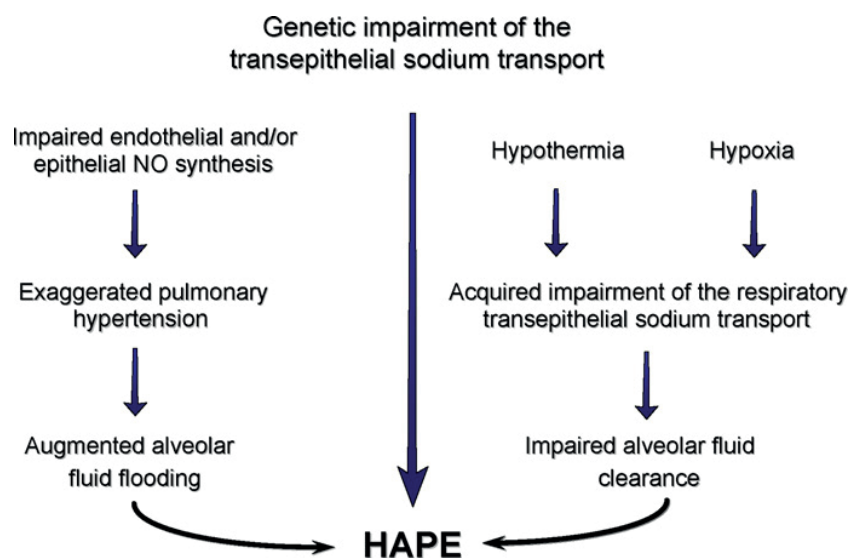 Genetic impairment of the
transepithelial sodium transport
Impaired endothelial and/or
epithelial NO synthesis
Hypothermia
Hypoxia
Exaggerated pulmonary
hypertension
Acquired impairment of the respiratory
transepithelial sodium transport
Augmented alveolar
fluid flooding
Impaired alveolar fluid
clearance
HAPE